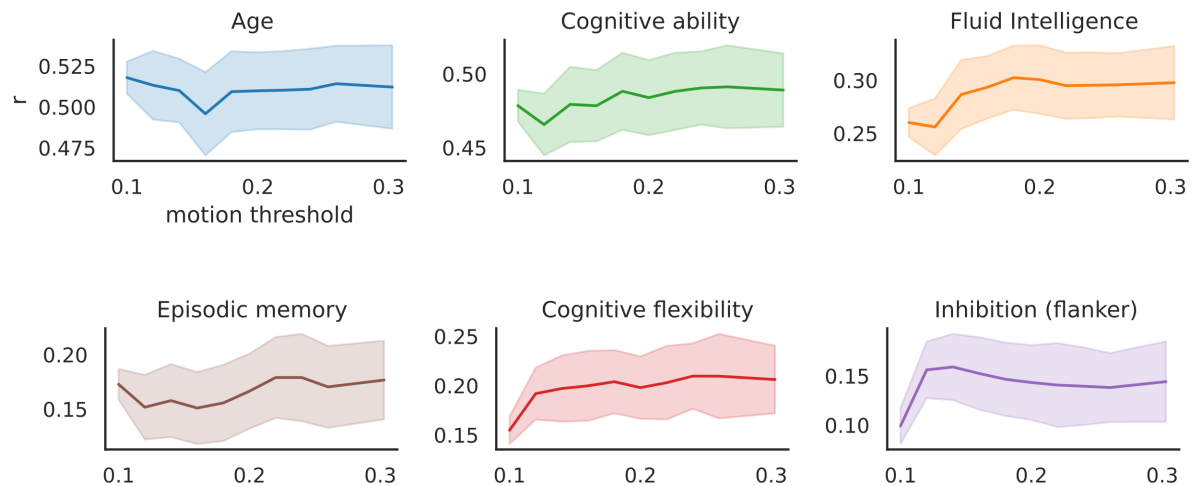 Age
Cognitive ability
Fluid Intelligence
r
0.525
0.500
0.475
0.50
0.45
0.30
0.25
0.1 0.2 0.3
0.1 0.2 0.3
0.1 0.2 0.3
motion threshold
Episodic memory
Cognitive flexibility
Inhibition (flanker)
0.20
0.15
0.25
0.20
0.15
0.15
0.10
0.1 0.2 0.3
0.1 0.2 0.3
0.1 0.2 0.3